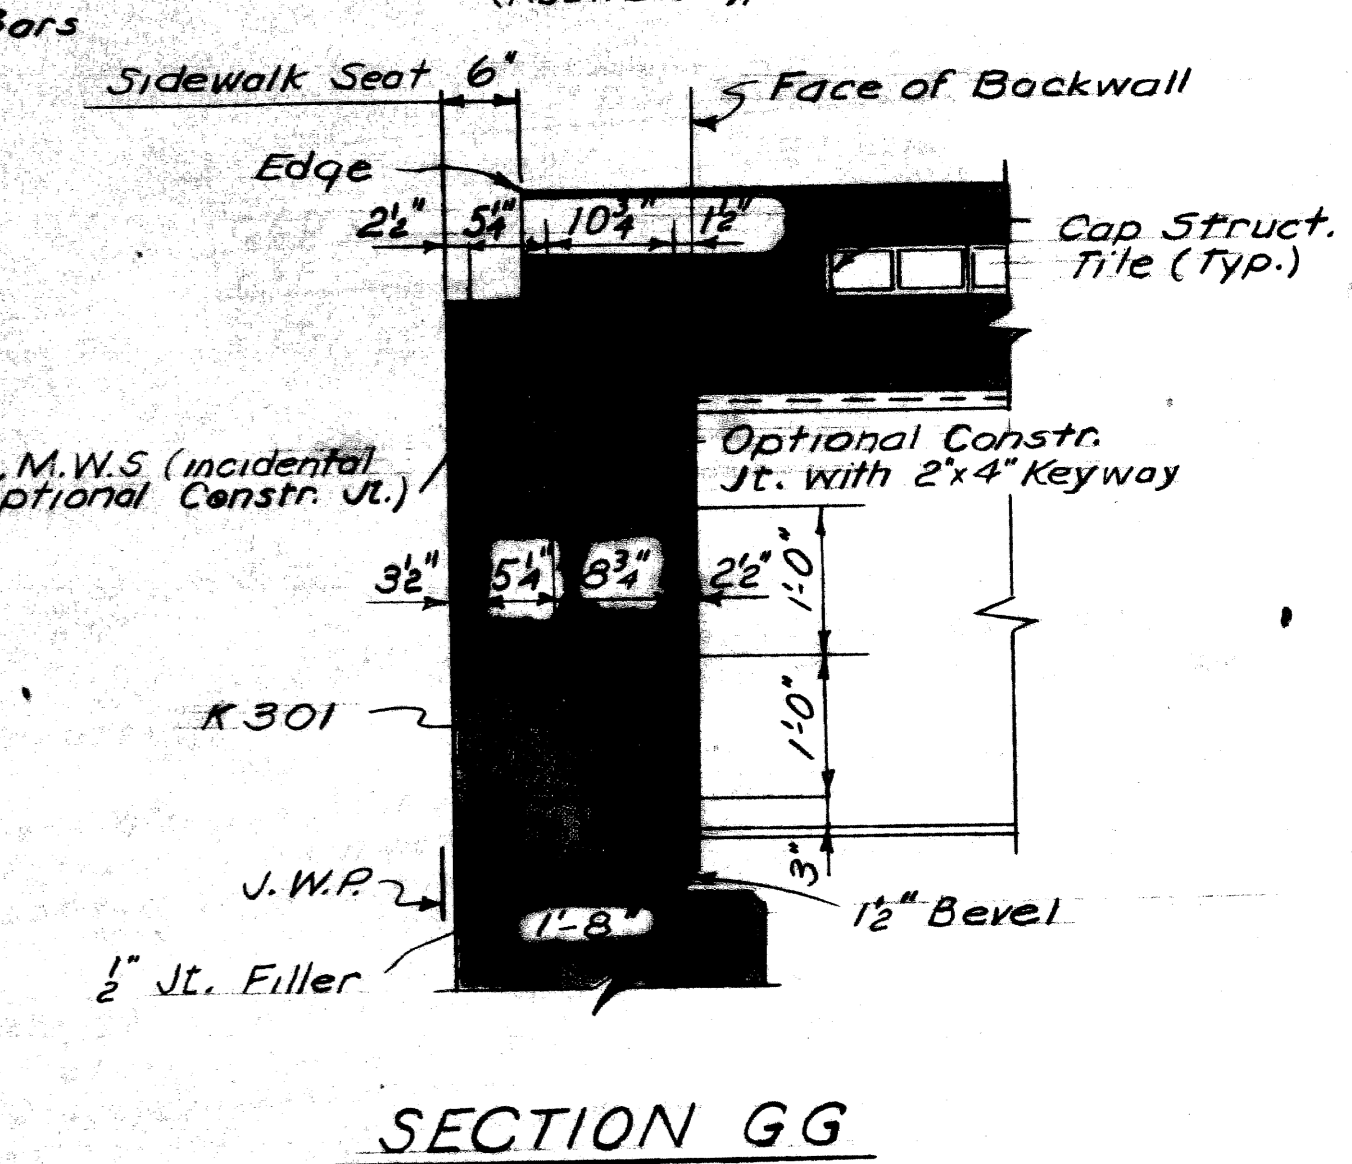 Bars
Sidewalk Seat 6"
Face of Backwall
Edge
2½" 5¼" 10¾" 1½"
Cap Struct.
Tile (Typ.)
M.W.S (incidental
Constr. Jt.)
Optional Constr.
Jt. with 2"x4" Keyway
3½" 5¼" 8¾" 2½"
1'-0"
K301
1'-0"
3"
J.W.P.
1½" Bevel
1'-8"
½" Jt. Filler
SECTION GG